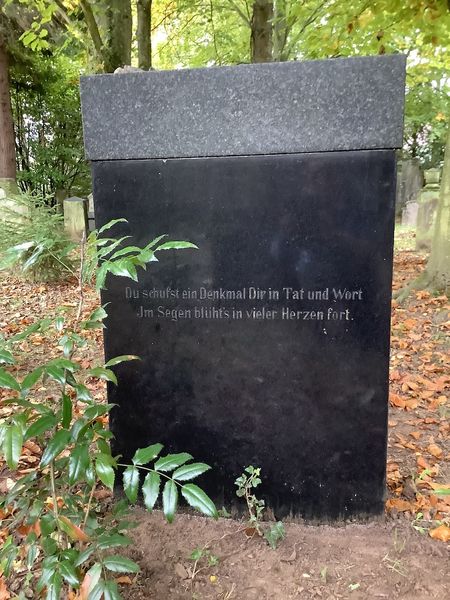 Du schufst ein Denkmal Dir in Tat und Wort
Im Segen blüht's in vieler Herzen fort.